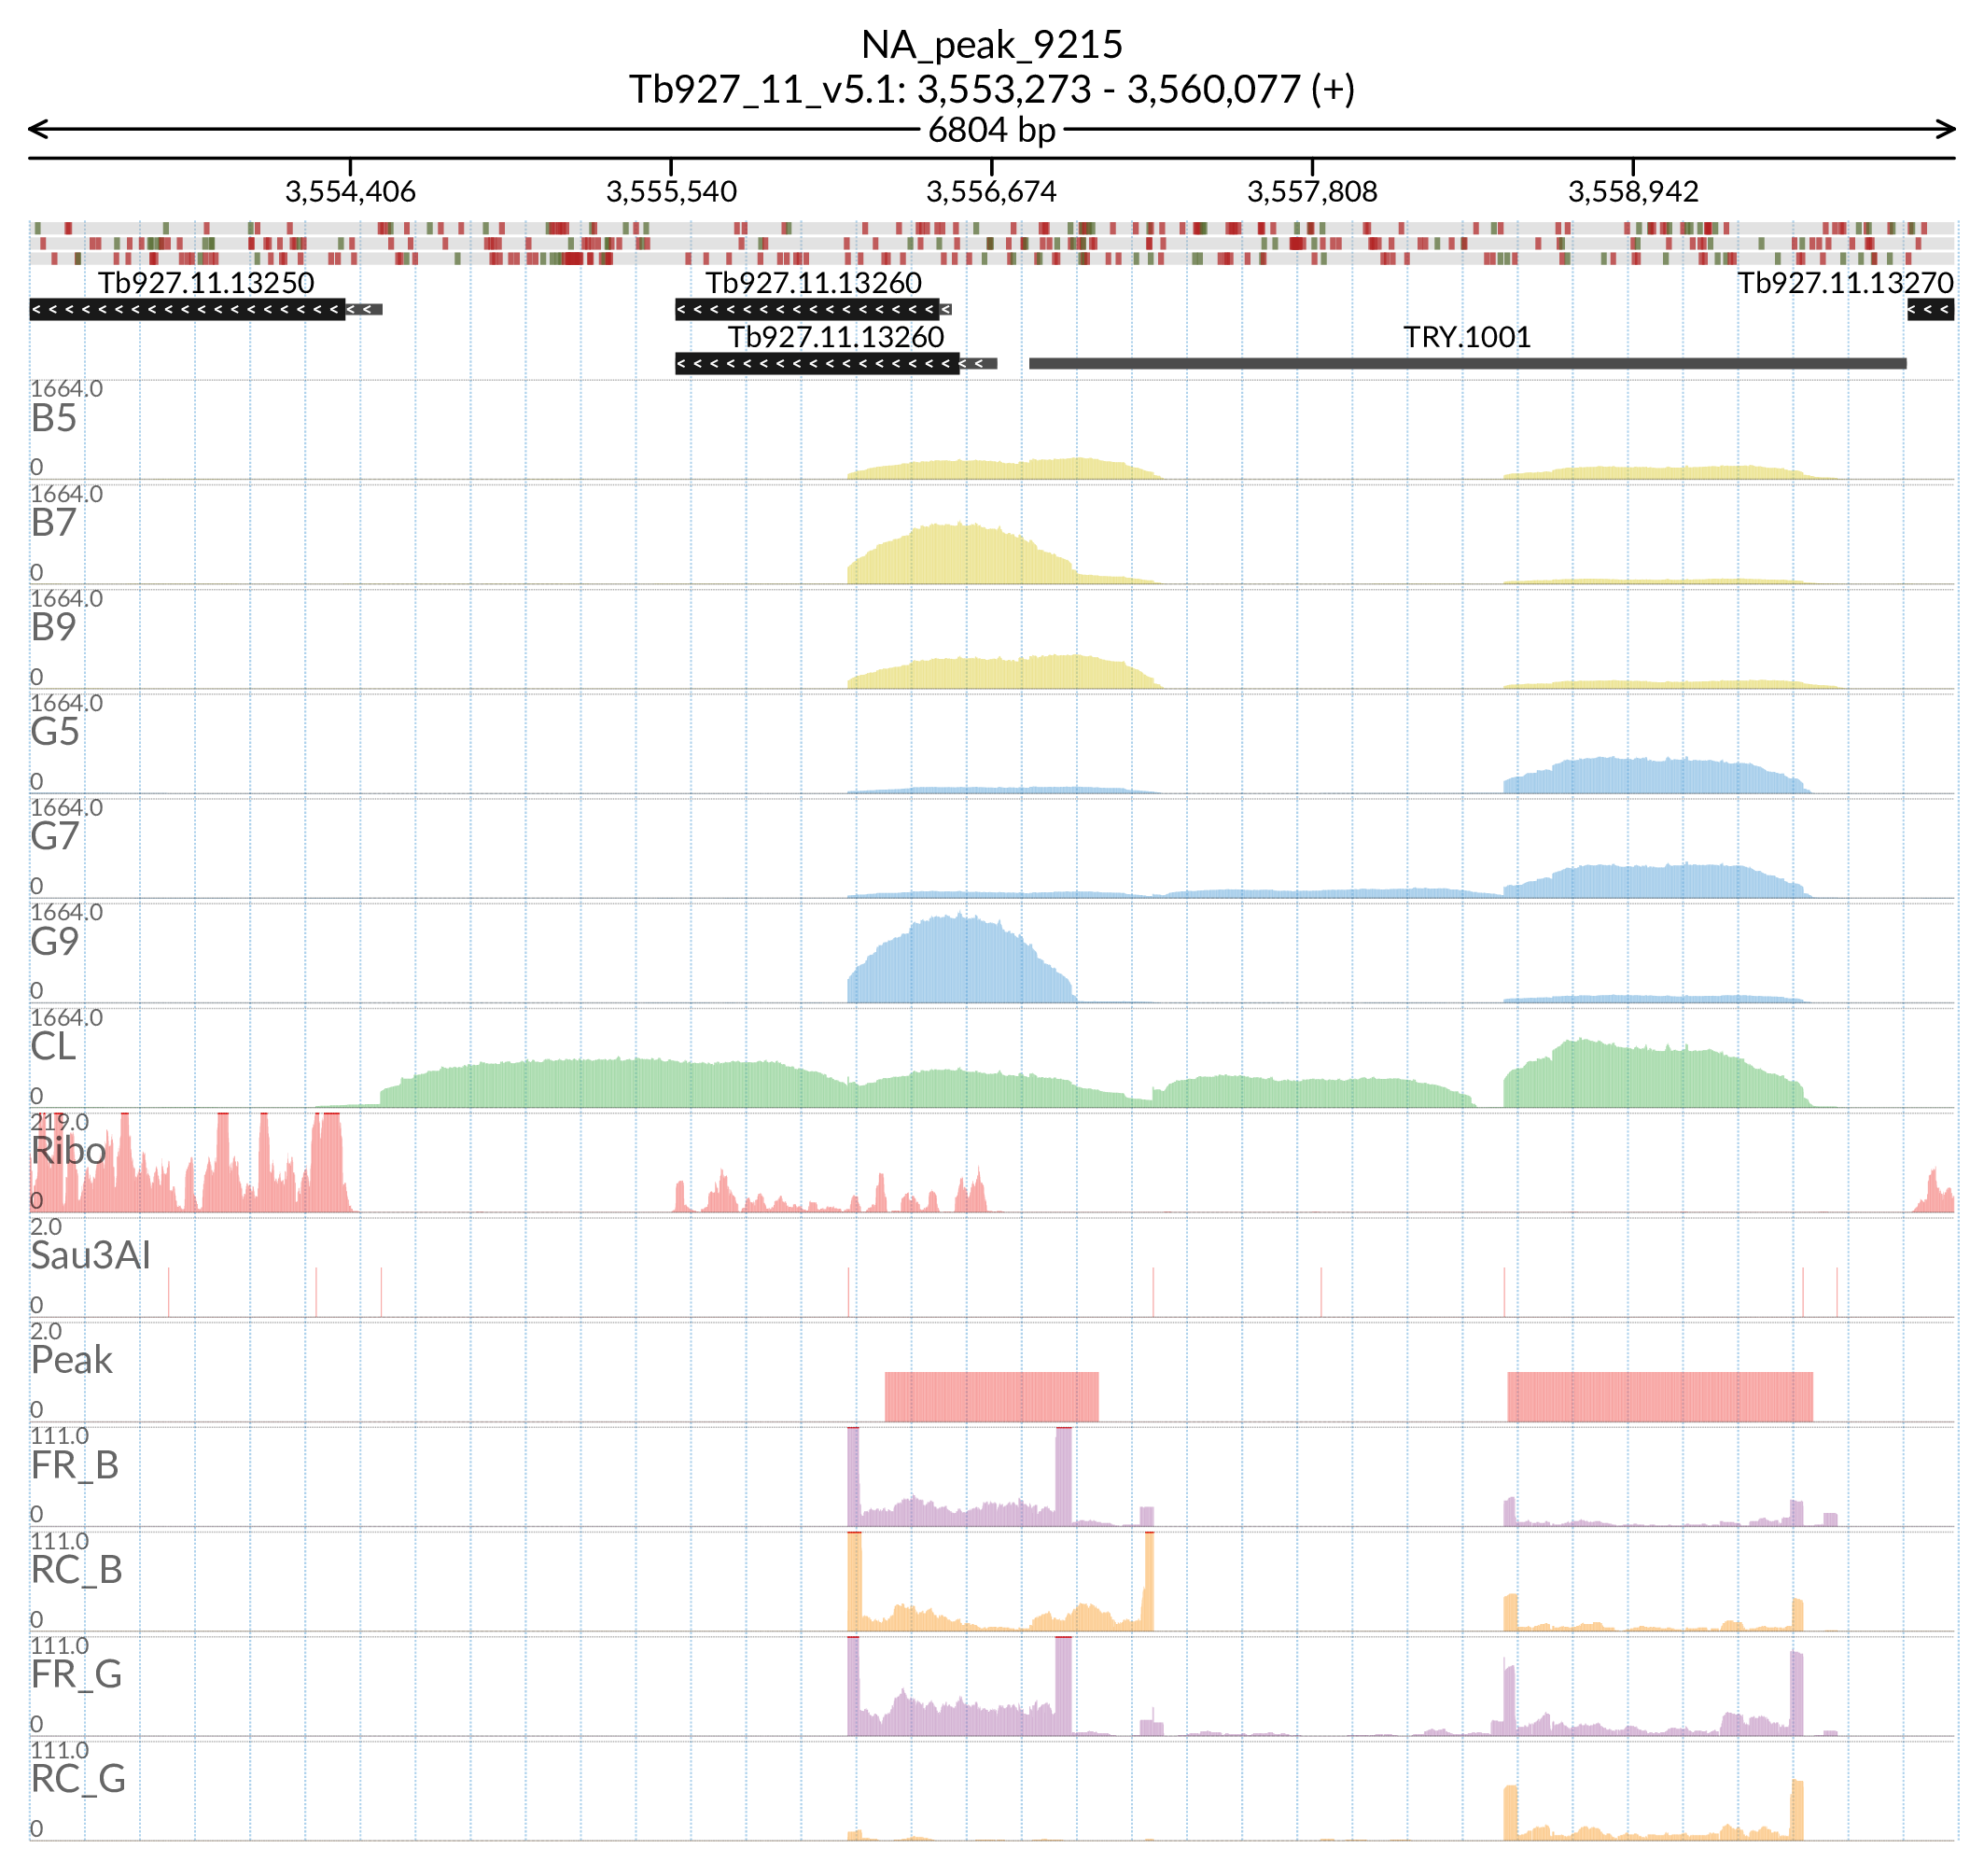 NA_peak_9215
Tb927_11_v5.1: 3,553,273 - 3,560,077 (+)
6804 bp
3,554,406 3,555,540 3,556,674 3,557,808 3,558,942
Tb927.11.13250 Tb927.11.13260 Tb927.11.13270
Tb927.11.13260 TRY.1001
1664.0
B5
0
1664.0
B7
0
1664.0
B9
0
1664.0
G5
0
1664.0
G7
0
1664.0
G9
0
1664.0
CL
0
219.0
Ribo
0
2.0
Sau3AI
0
2.0
Peak
0
111.0
FR_B
0
111.0
RC_B
0
111.0
FR_G
0
111.0
RC_G
0